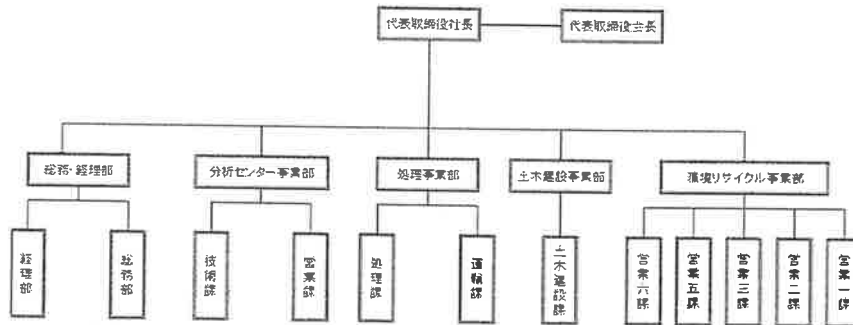 代表取締役社長
代表取締役会長
総務・経理部
分析センター事業部
処理事業部
土木建設事業部
環境リサイクル事業部
経理部
総務部
技術課
営業課
処理課
運輸課
土木建設課
営業六課
営業五課
営業三課
営業二課
営業一課